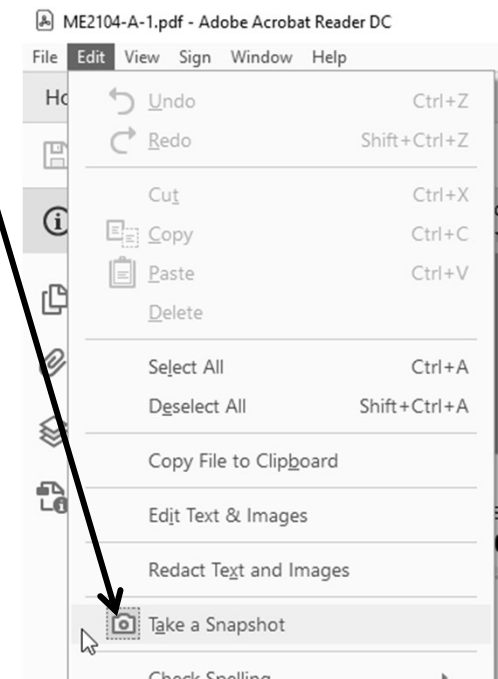 ME2104-A-1.pdf - Adobe Acrobat Reader DC
File Edit View Sign Window Help
Undo Ctrl+Z
Redo Shift+Ctrl+Z
Cut Ctrl+X
Copy Ctrl+C
Paste Ctrl+V
Delete
Select All Ctrl+A
Deselect All Shift+Ctrl+A
Copy File to Clipboard
Edit Text & Images
Redact Text and Images
Take a Snapshot
Check Spelling